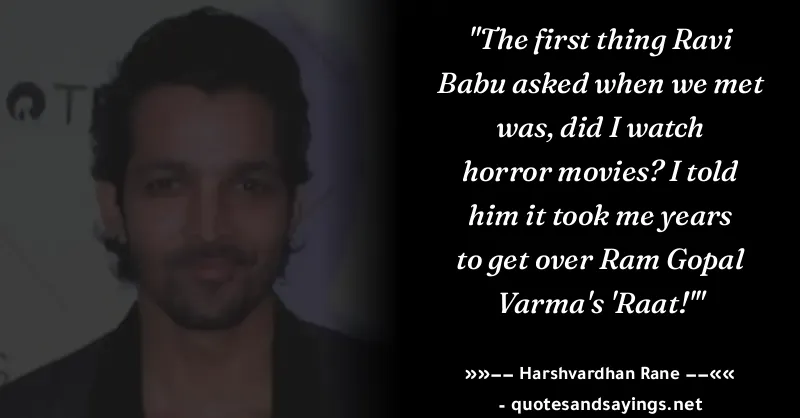 "The first thing Ravi
Babu asked when we met
was, did I watch
horror movies? I told
him it took me years
to get over Ram Gopal
Varma's 'Raat!'"
»»–– Harshvardhan Rane ––««
- quotesandsayings.net